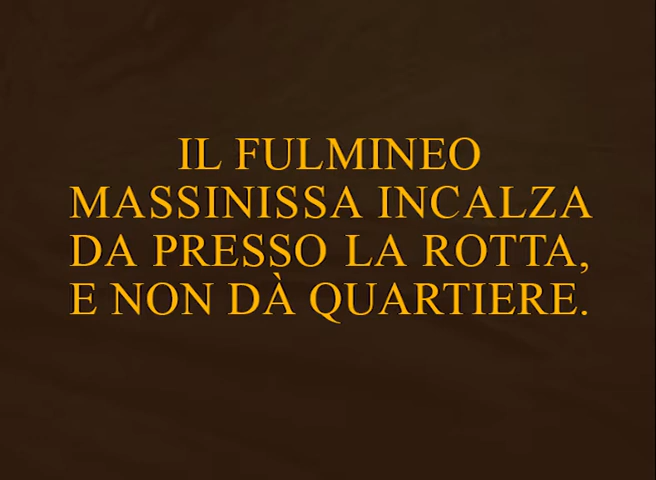 IL FULMINEO
MASSINISSA INCALZA
DA PRESSO LA ROTTA,
E NON DÀ QUARTIERE.